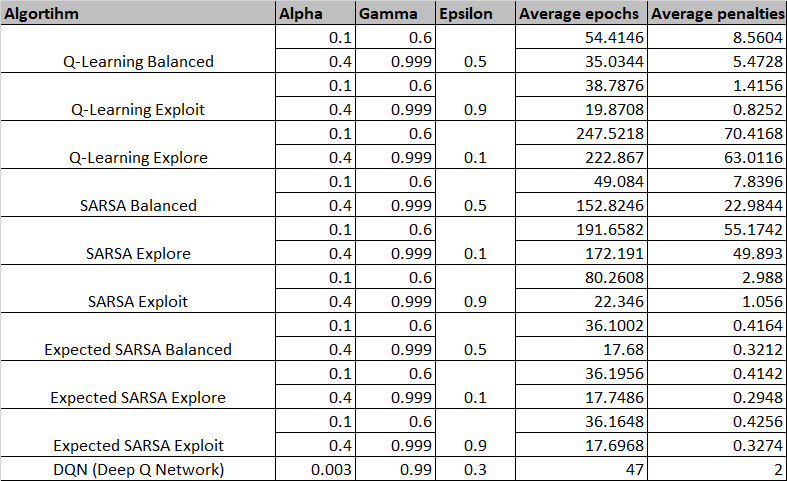 Algortihm Alpha Gamma Epsilon Average epochs Average penalties
0.1 0.6 54.4146 8.5604
Q-Learning Balanced 0.4 0.999 0.5 35.0344 5.4728
0.1 0.6 38.7876 1.4156
Q-Learning Exploit 0.4 0.999 0.9 19.8708 0.8252
0.1 0.6 247.5218 70.4168
Q-Learning Explore 0.4 0.999 0.1 222.867 63.0116
0.1 0.6 49.084 7.8396
SARSA Balanced 0.4 0.999 0.5 152.8246 22.9844
0.1 0.6 191.6582 55.1742
SARSA Explore 0.4 0.999 0.1 172.191 49.893
0.1 0.6 80.2608 2.988
SARSA Exploit 0.4 0.999 0.9 22.346 1.056
0.1 0.6 36.1002 0.4164
Expected SARSA Balanced 0.4 0.999 0.5 17.68 0.3212
0.1 0.6 36.1956 0.4142
Expected SARSA Explore 0.4 0.999 0.1 17.7486 0.2948
0.1 0.6 36.1648 0.4256
Expected SARSA Exploit 0.4 0.999 0.9 17.6968 0.3274
DQN (Deep Q Network) 0.003 0.99 0.3 47 2